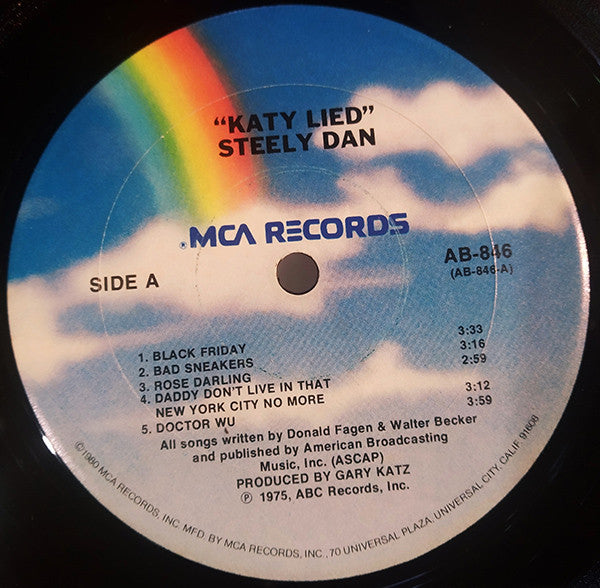 "KATY LIED"
STEELY DAN
®MCA RECORDS
SIDE A
AB-846
(AB-846-A)
1. BLACK FRIDAY 3:33
2. BAD SNEAKERS 3:16
3. ROSE DARLING 2:59
4. DADDY DON'T LIVE IN THAT
NEW YORK CITY NO MORE 3:12
5. DOCTOR WU 3:59
All songs written by Donald Fagen & Walter Becker
and published by American Broadcasting
Music, Inc. (ASCAP)
PRODUCED BY GARY KATZ
Ⓟ 1975, ABC Records, Inc.
©1980 MCA RECORDS, INC. MFD. BY MCA RECORDS, INC., 70 UNIVERSAL PLAZA, UNIVERSAL CITY, CALIF. 91608